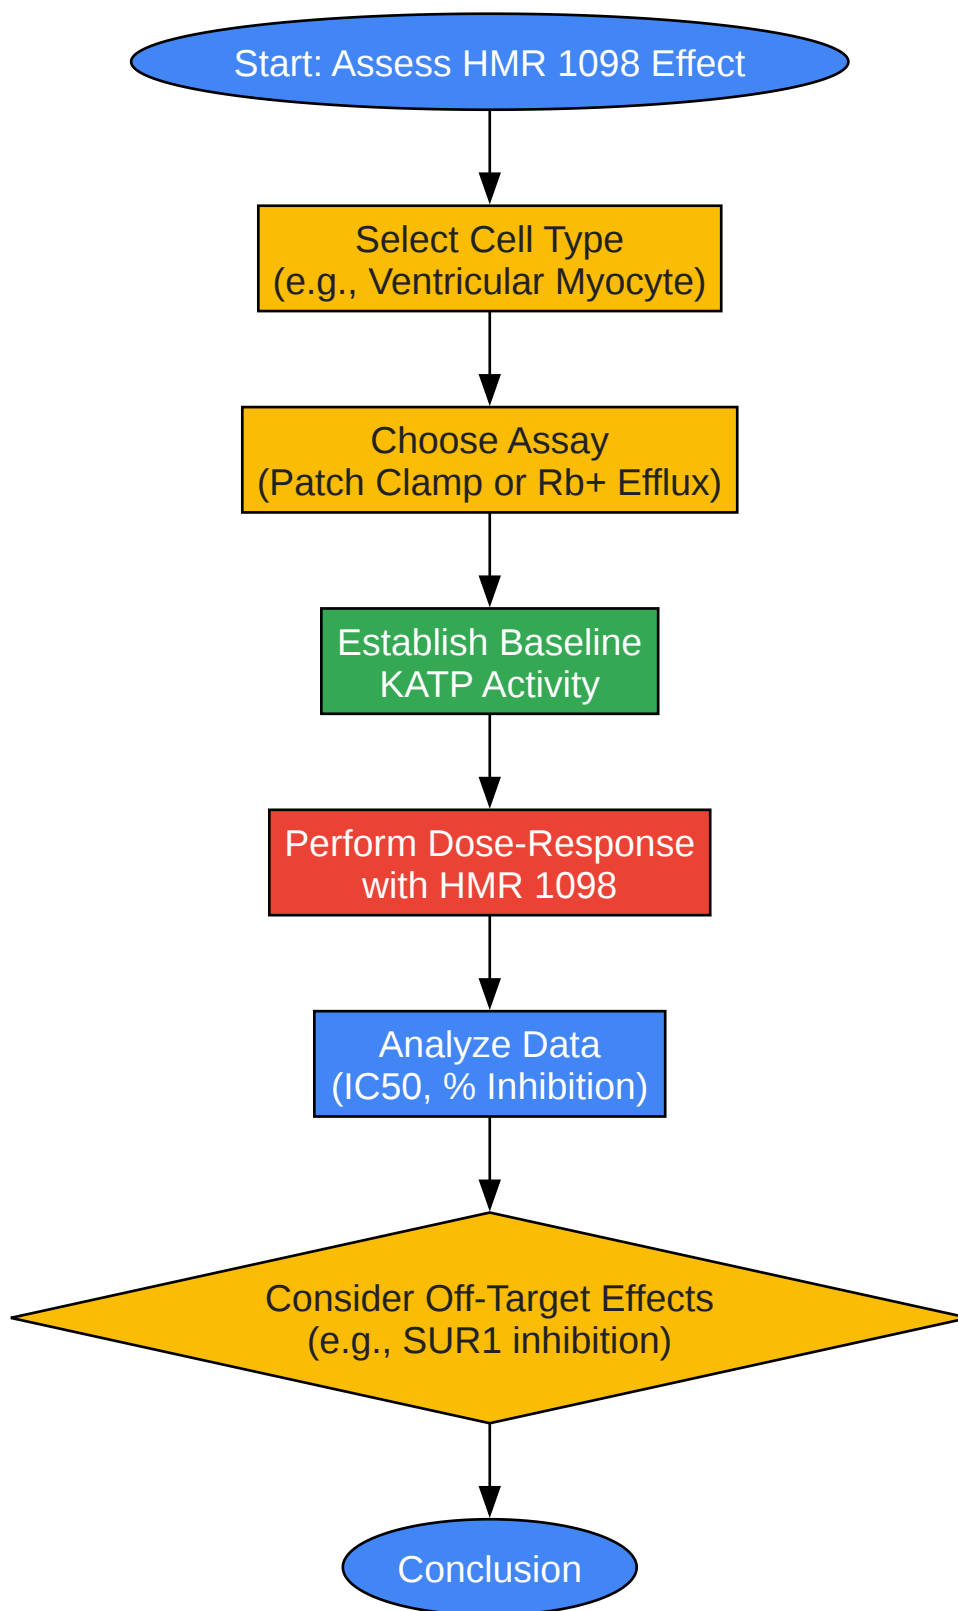 Start: Assess HMR 1098 Effect
Select Cell Type
(e.g., Ventricular Myocyte)
Choose Assay
(Patch Clamp or Rb+ Efflux)
Establish Baseline
KATP Activity
Perform Dose-Response
with HMR 1098
Analyze Data
(IC50, % Inhibition)
Consider Off-Target Effects
(e.g., SUR1 inhibition)
Conclusion